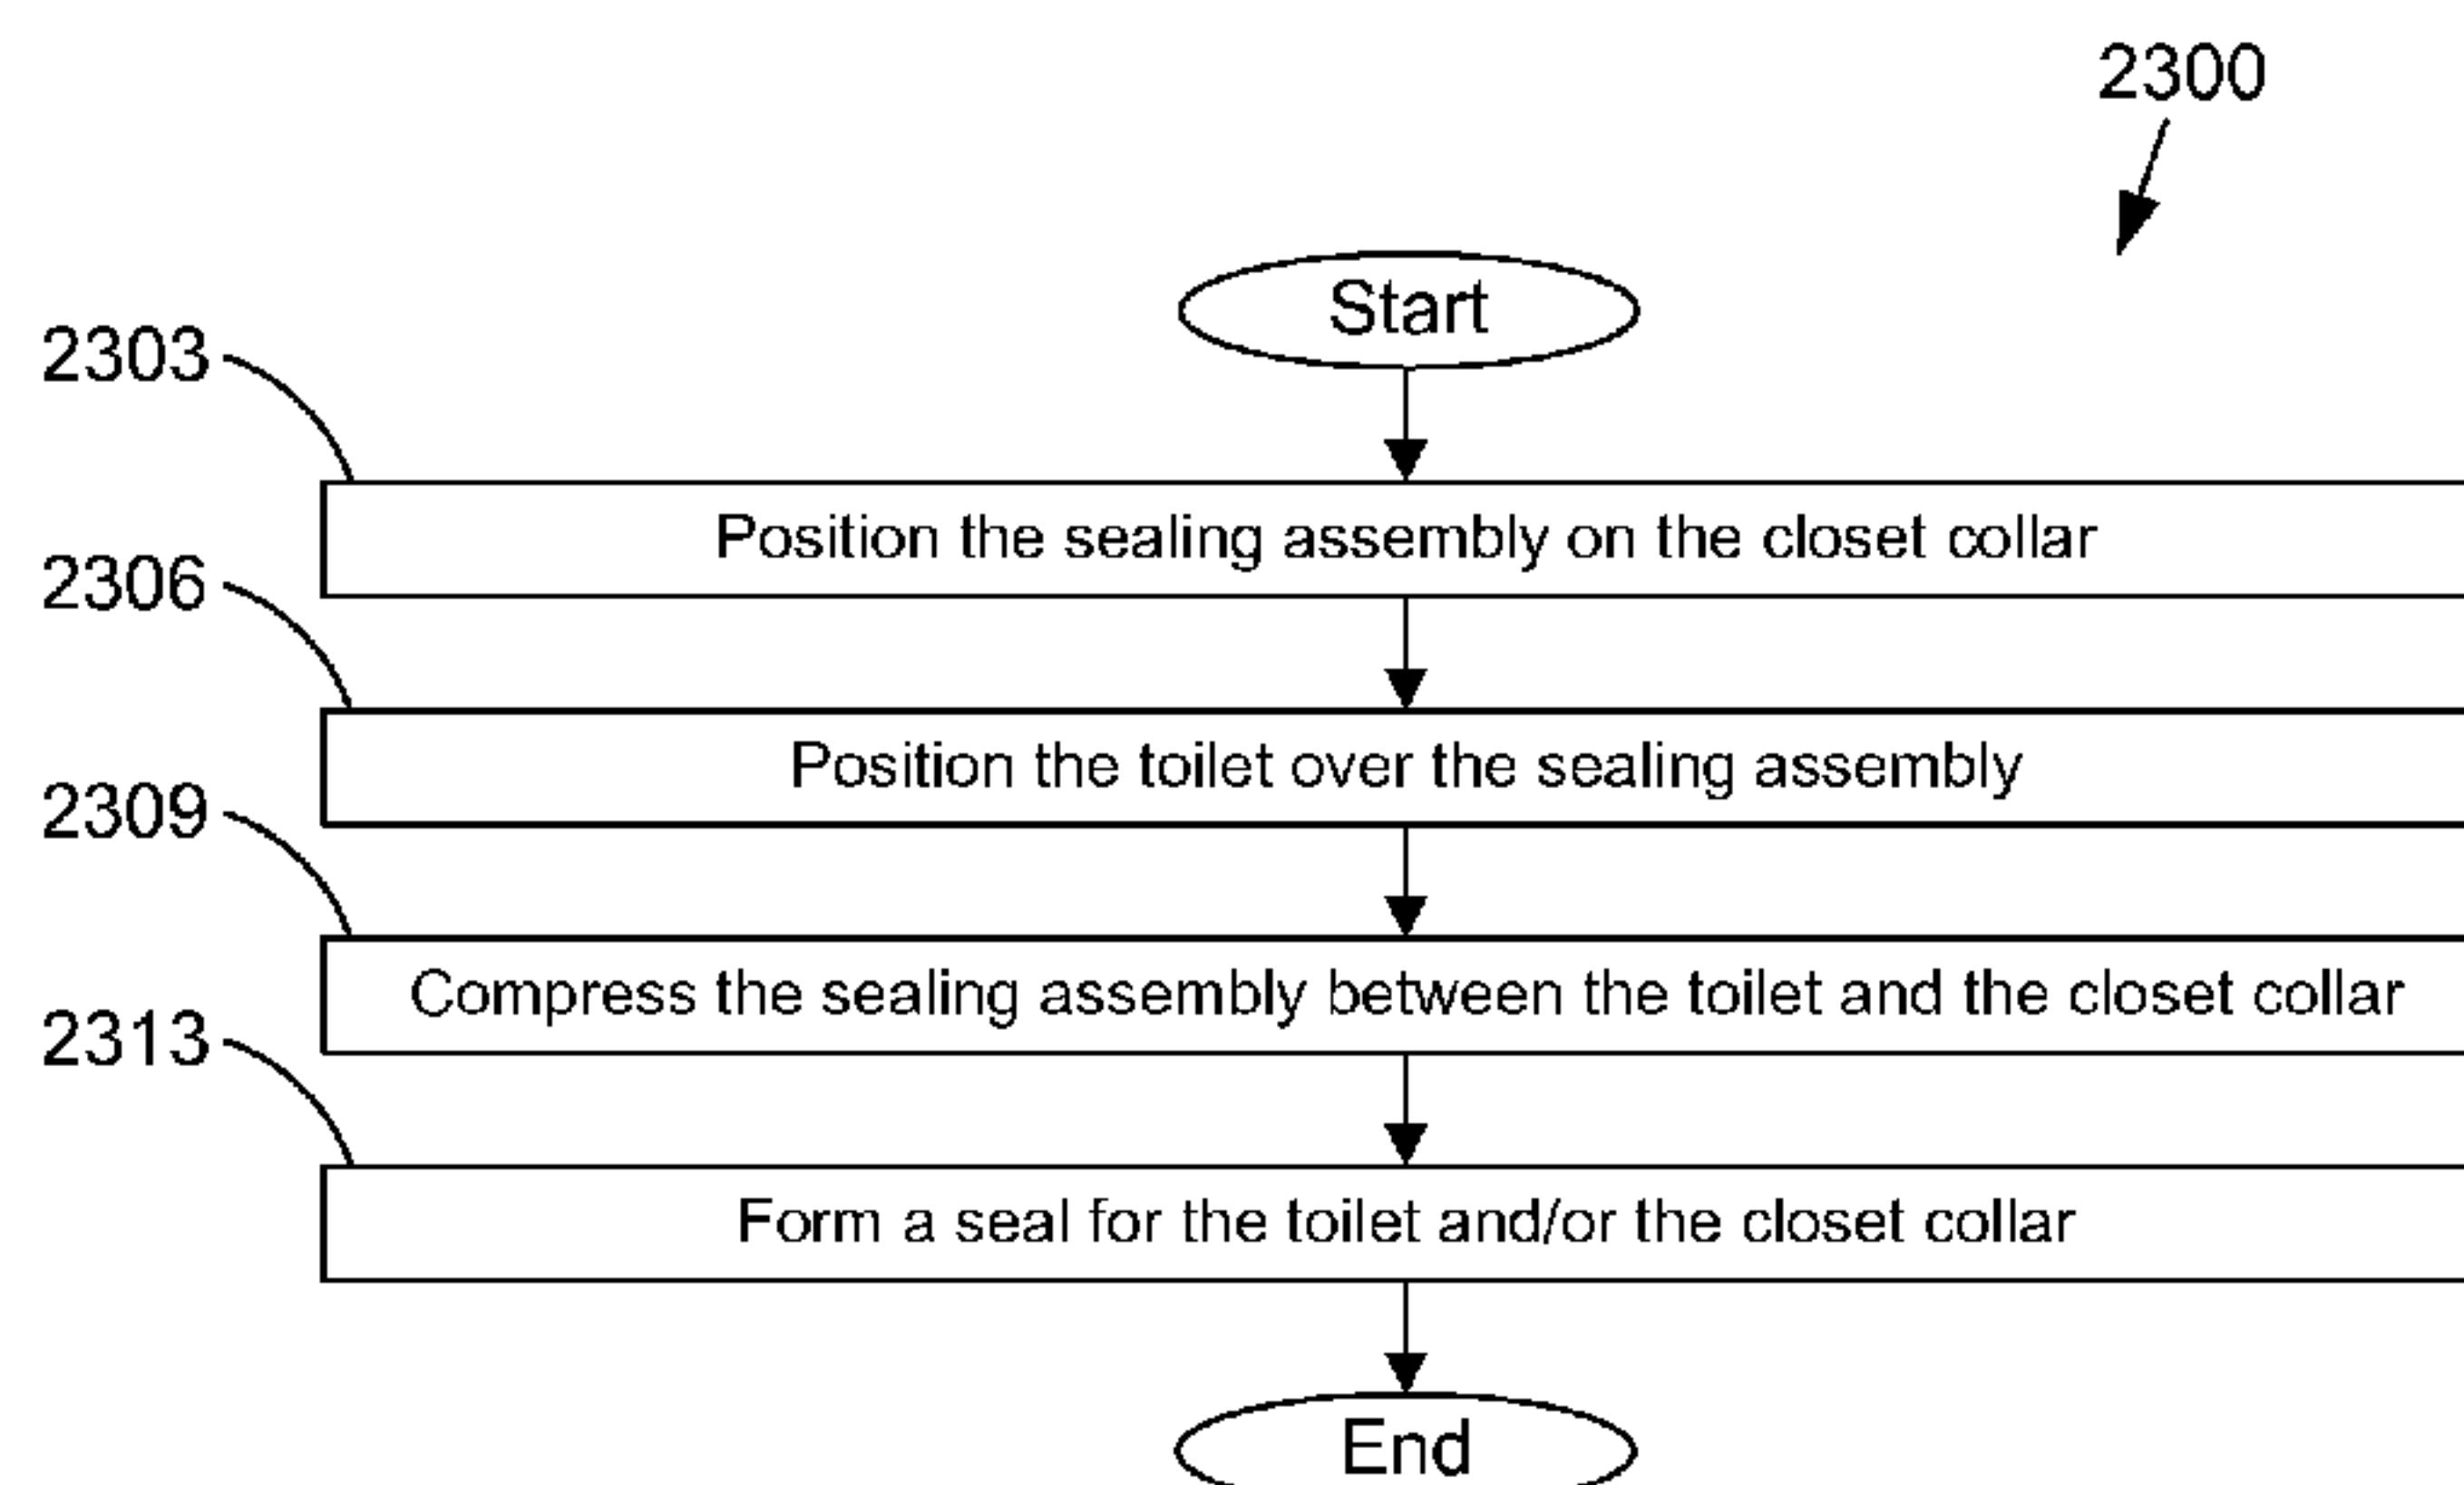 2300
Start
2303
Position the sealing assembly on the closet collar
2306
Position the toilet over the sealing assembly
2309
Compress the sealing assembly between the toilet and the closet collar
2313
Form a seal for the toilet and/or the closet collar
End